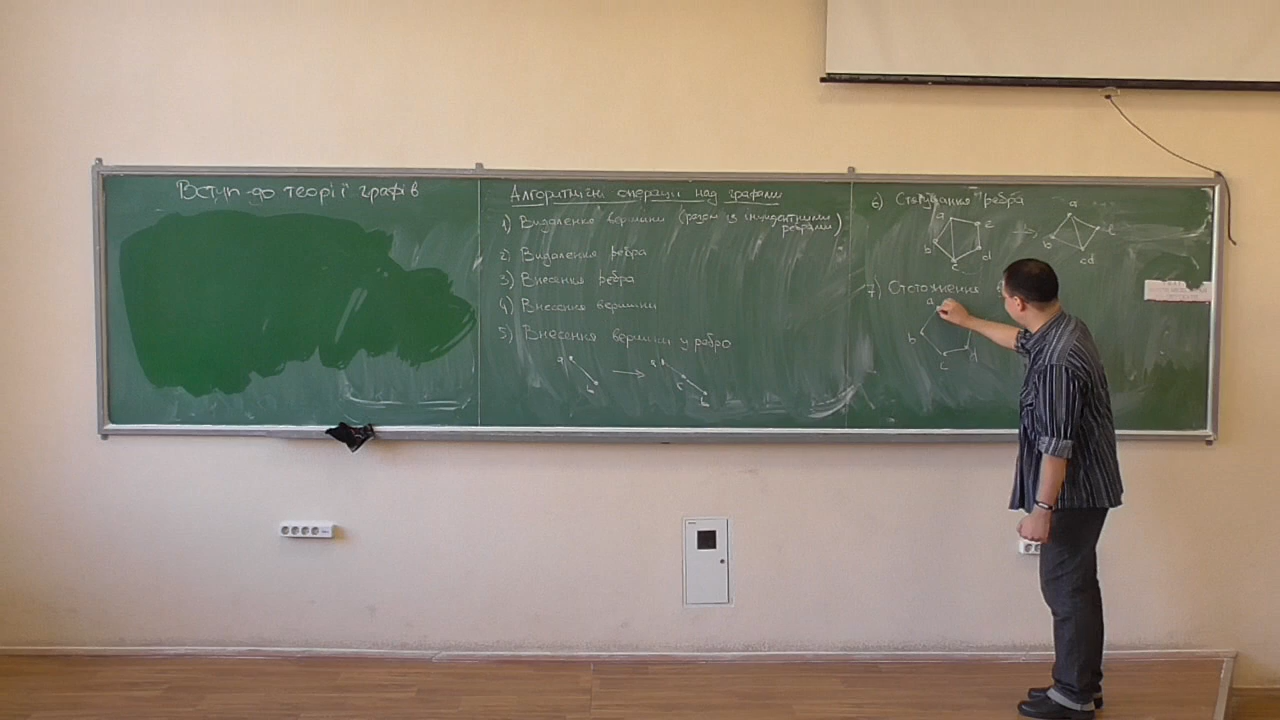 Вступ до теорії графів
Алгоритмічні операції над графами
1) Видалення вершини (разом із інцидентними
ребрами)
2) Видалення ребра
3) Внесення ребра
4) Внесення вершини
5) Внесення вершини у ребро
a
b
a
c
b
6) Стягування ребра
a
e
b
d
c
a
e
b
cd
7) Ототожнення
a
b
c
d